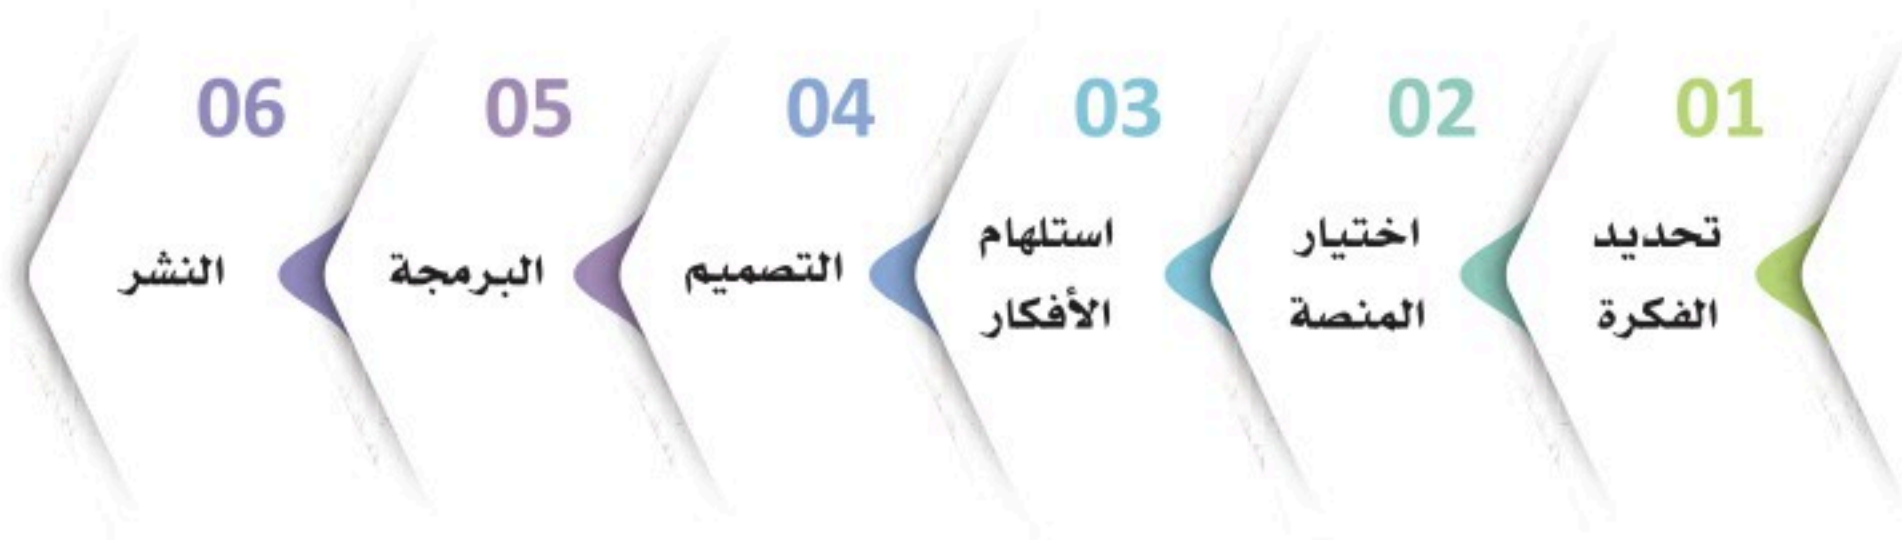 01
تحديد
الفكرة
02
اختيار
المنصة
03
استلهام
الأفكار
04
التصميم
05
البرمجة
06
النشر